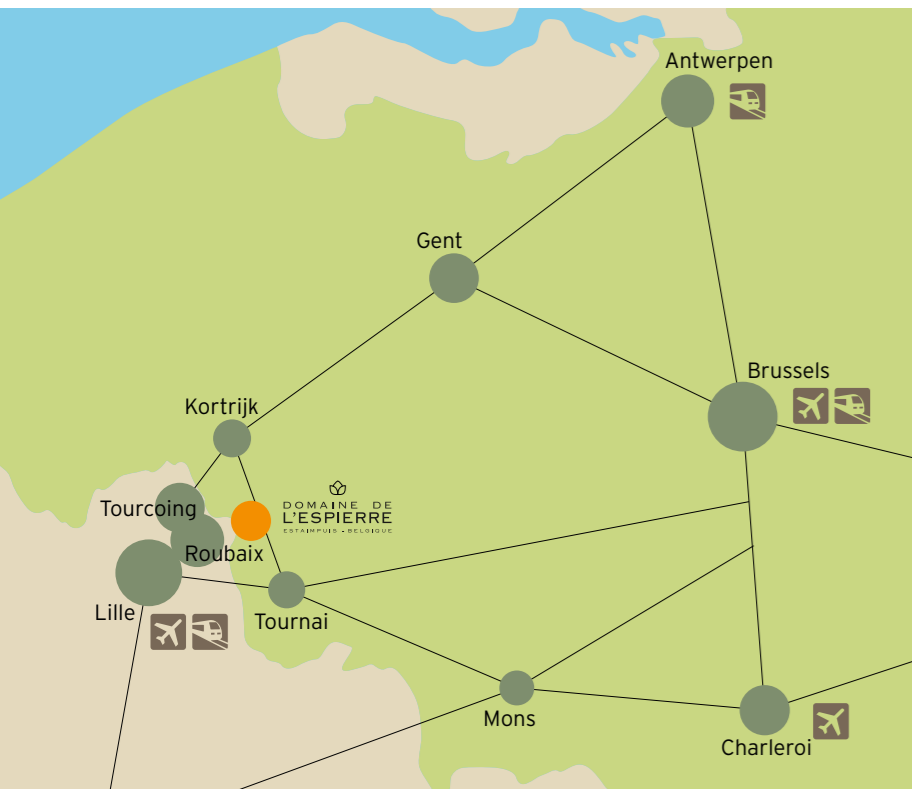 Antwerpen
Gent
Brussels
Kortrijk
DOMAINE DE
L'ESPIERRE
ESTAIMPUIS - BELGIQUE
Tourcoing
Roubaix
Lille
Tournai
Mons
Charleroi